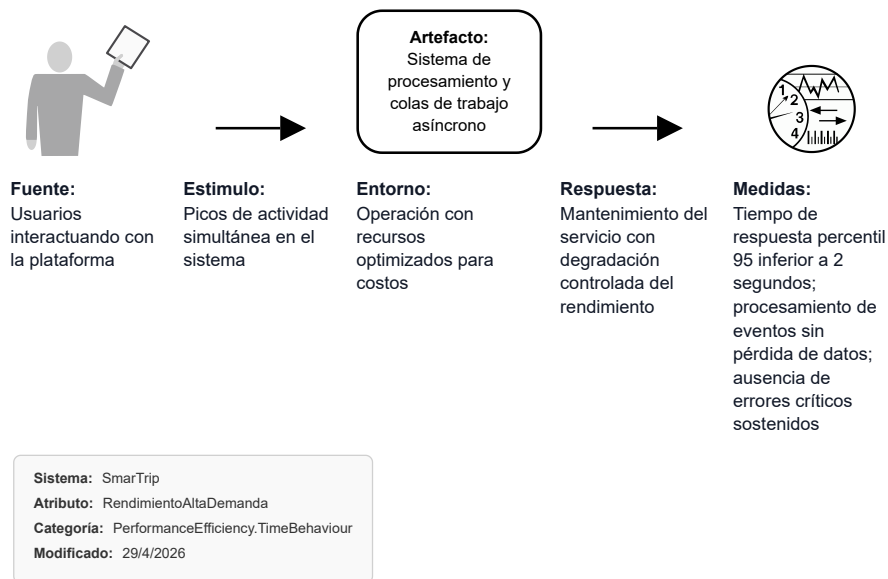 Artefacto:
Sistema de
procesamiento y
colas de trabajo
asíncrono
1
2
3
4
Fuente:
Usuarios
interactuando con
la plataforma
Estimulo:
Picos de actividad
simultánea en el
sistema
Entorno:
Operación con
recursos
optimizados para
costos
Respuesta:
Mantenimiento del
servicio con
degradación
controlada del
rendimiento
Medidas:
Tiempo de
respuesta percentil
95 inferior a 2
segundos;
procesamiento de
eventos sin
pérdida de datos;
ausencia de
errores críticos
sostenidos
Sistema: SmarTrip
Atributo: RendimientoAltaDemanda
Categoría: PerformanceEfficiency.TimeBehaviour
Modificado: 29/4/2026